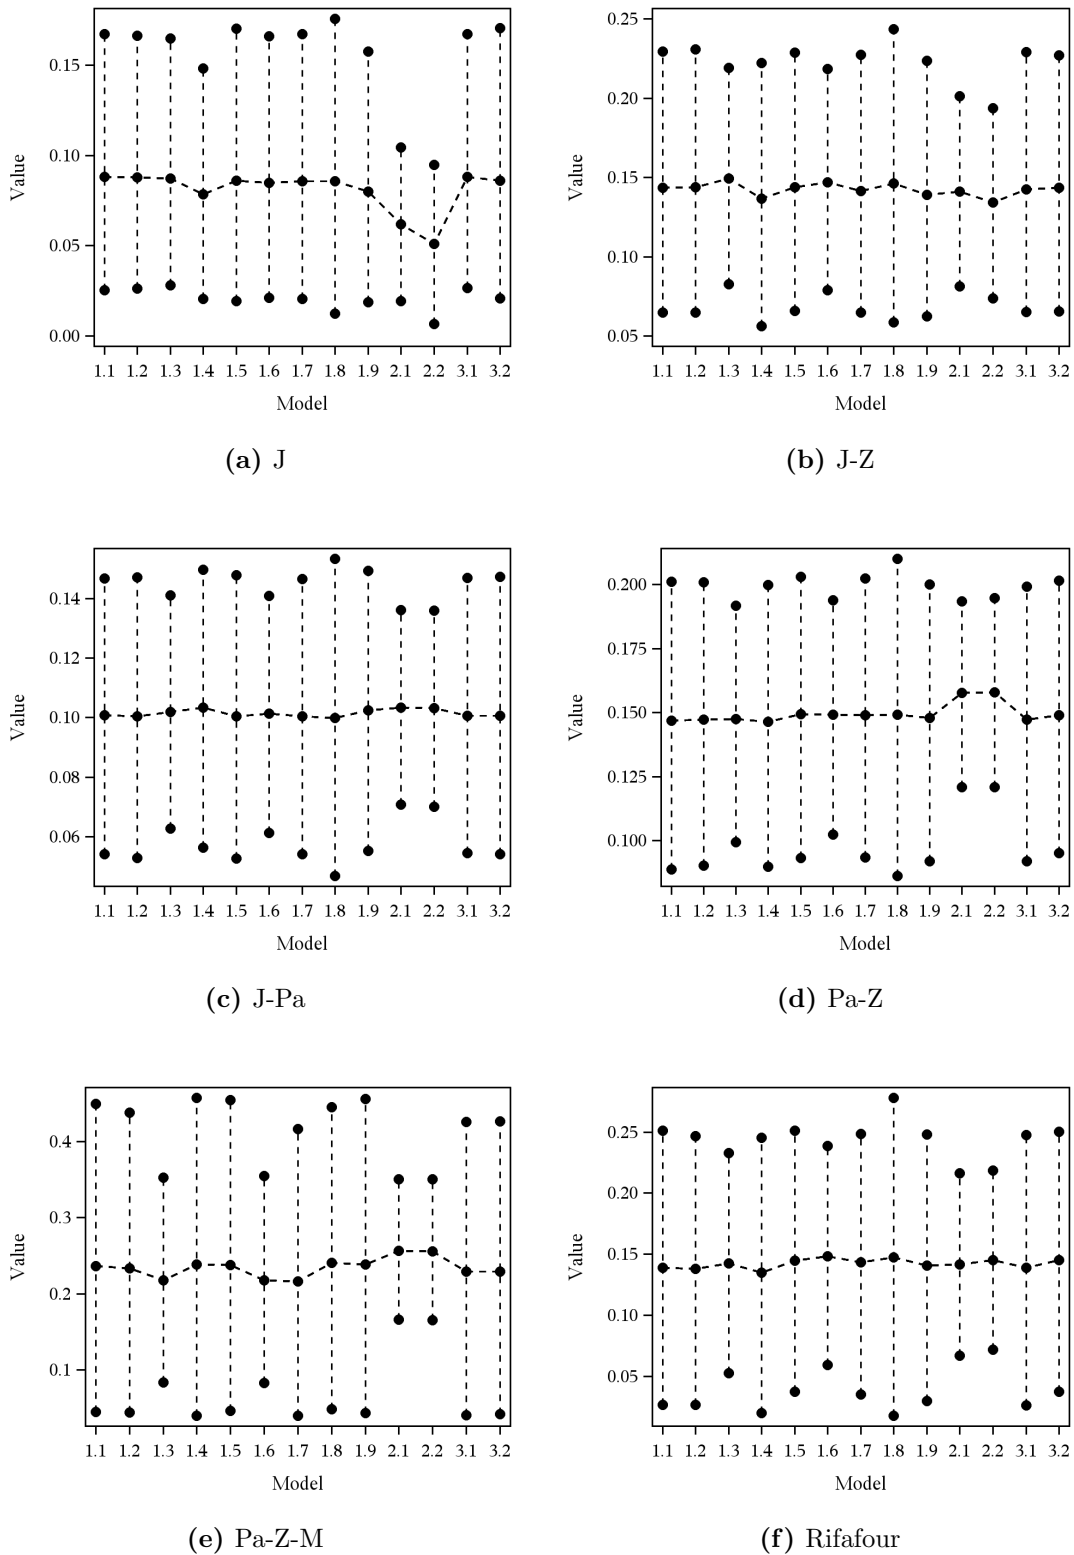 Value
0.15
0.10
0.05
0.00
1.1 1.2 1.3 1.4 1.5 1.6 1.7 1.8 1.9 2.1 2.2 3.1 3.2
Model
(a) J
Value
0.25
0.20
0.15
0.10
0.05
1.1 1.2 1.3 1.4 1.5 1.6 1.7 1.8 1.9 2.1 2.2 3.1 3.2
Model
(b) J-Z
Value
0.14
0.12
0.10
0.08
0.06
1.1 1.2 1.3 1.4 1.5 1.6 1.7 1.8 1.9 2.1 2.2 3.1 3.2
Model
(c) J-Pa
Value
0.200
0.175
0.150
0.125
0.100
1.1 1.2 1.3 1.4 1.5 1.6 1.7 1.8 1.9 2.1 2.2 3.1 3.2
Model
(d) Pa-Z
Value
0.4
0.3
0.2
0.1
1.1 1.2 1.3 1.4 1.5 1.6 1.7 1.8 1.9 2.1 2.2 3.1 3.2
Model
(e) Pa-Z-M
Value
0.25
0.20
0.15
0.10
0.05
1.1 1.2 1.3 1.4 1.5 1.6 1.7 1.8 1.9 2.1 2.2 3.1 3.2
Model
(f) Rifafour